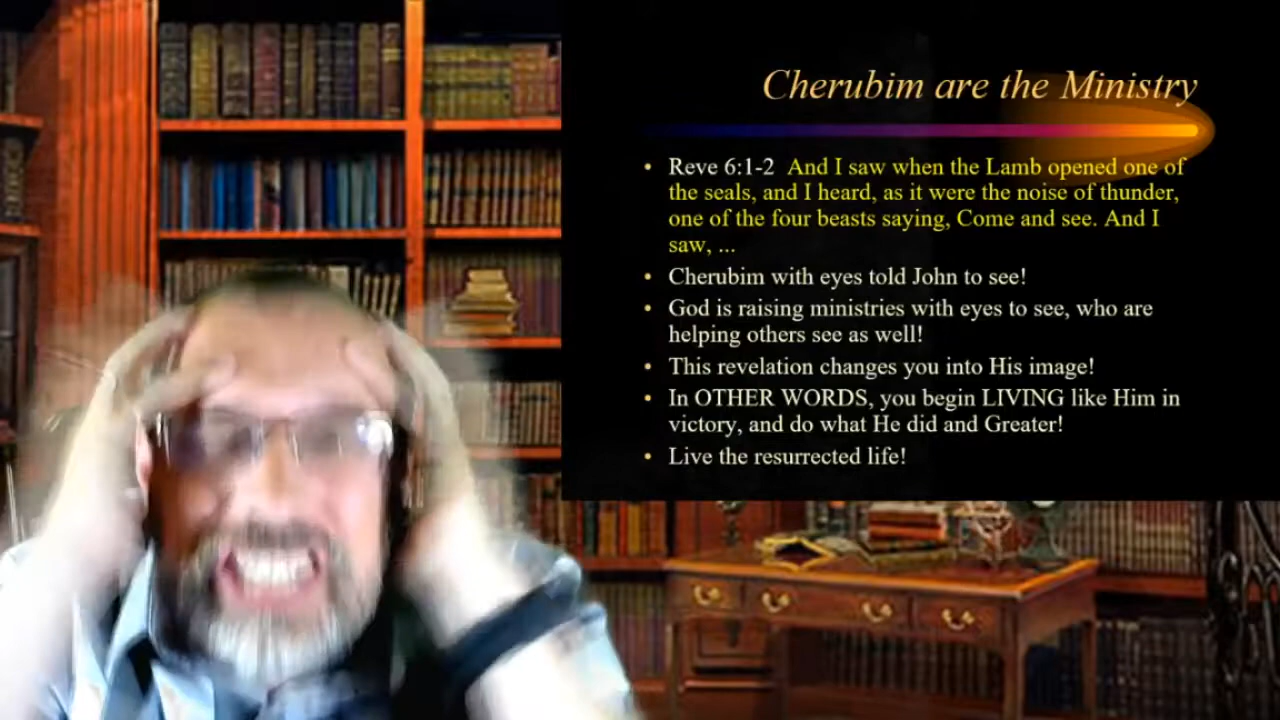 Cherubim are the Ministry
• Reve 6:1-2 And I saw when the Lamb opened one of
the seals, and I heard, as it were the noise of thunder,
one of the four beasts saying, Come and see. And I
saw, ...
• Cherubim with eyes told John to see!
• God is raising ministries with eyes to see, who are
helping others see as well!
• This revelation changes you into His image!
• In OTHER WORDS, you begin LIVING like Him in
victory, and do what He did and Greater!
• Live the resurrected life!